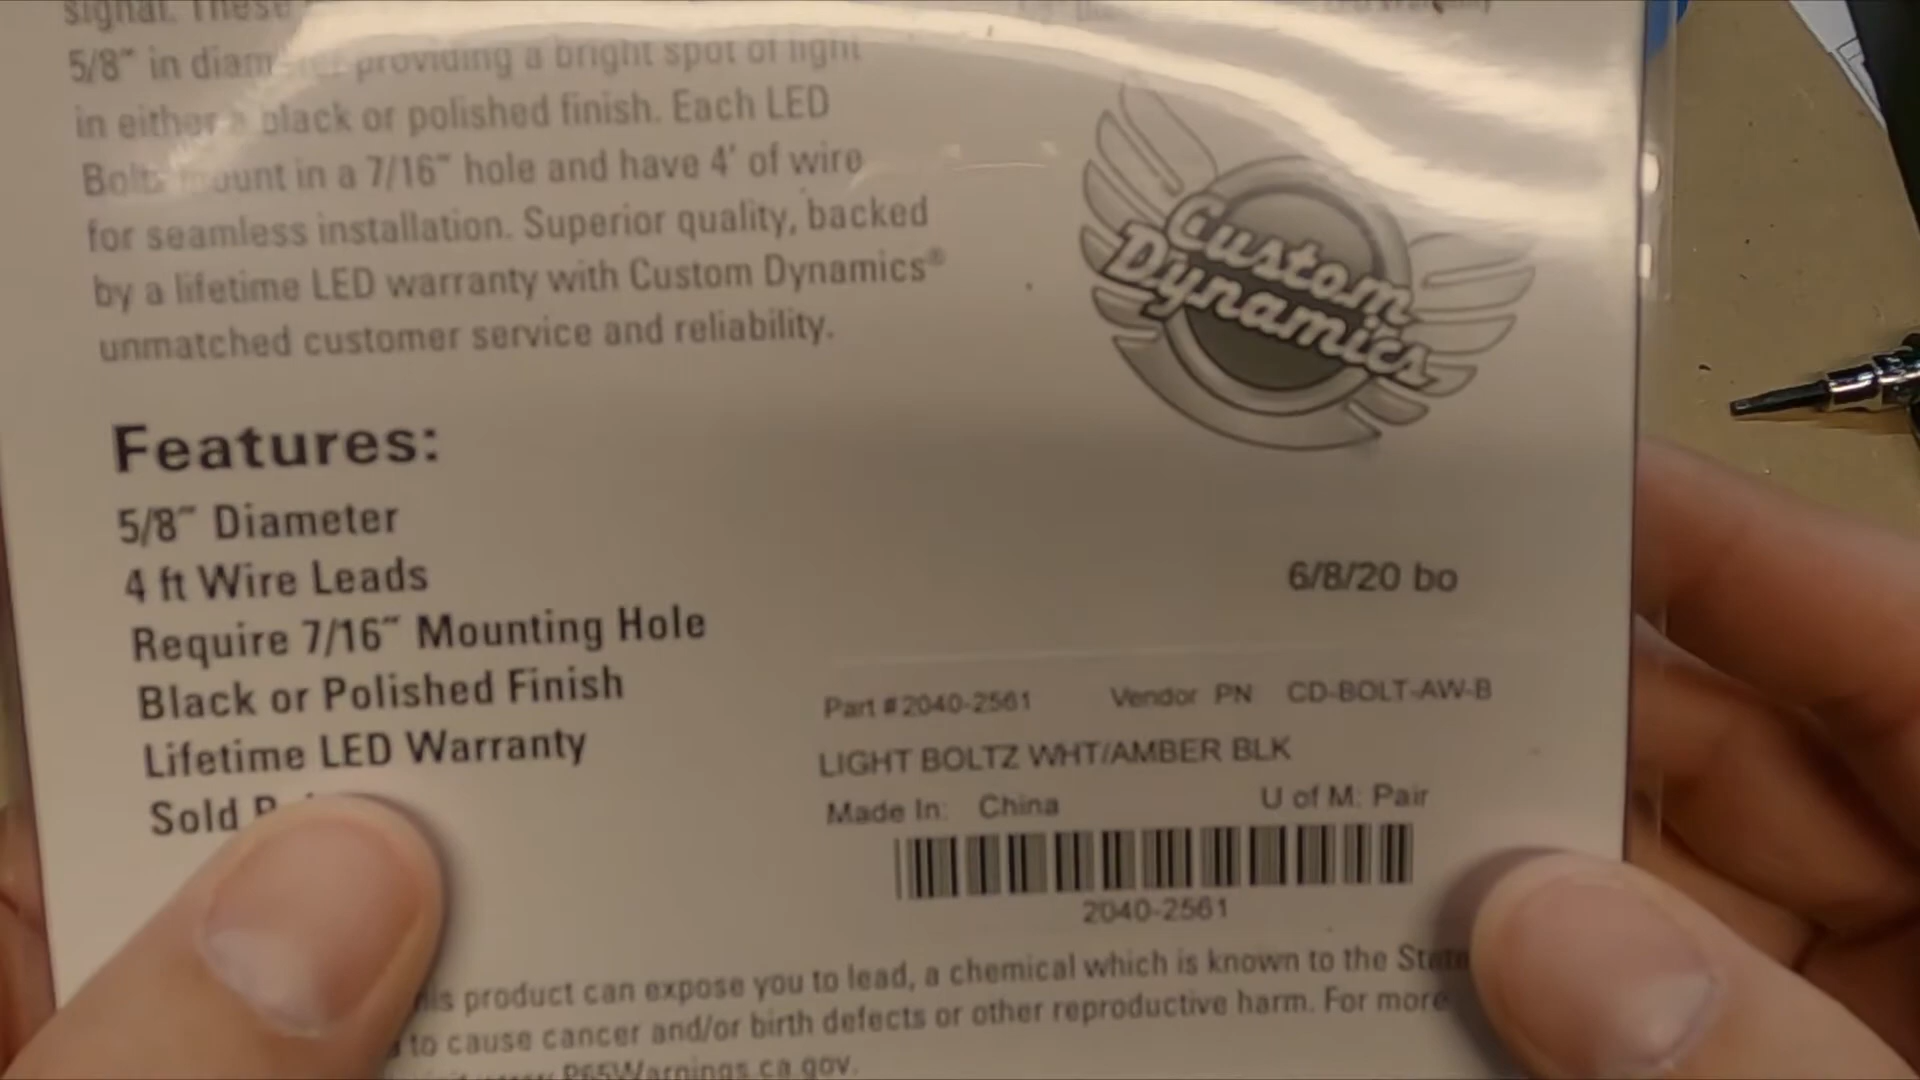 signal. These
5/8" in providing a bright spot of light
in either a black or polished finish. Each LED
Bolts mount in a 7/16" hole and have 4' of wire
for seamless installation. Superior quality, backed
by a lifetime LED warranty with Custom Dynamics®
unmatched customer service and reliability.
Custom
Dynamics
Features:
5/8" Diameter
4 ft Wire Leads
Require 7/16" Mounting Hole
Black or Polished Finish
Lifetime LED Warranty
Sold
6/8/20 bo
Part # 2040-2561 Vendor PN CD-BOLT-AW-B
LIGHT BOLTZ WHT/AMBER BLK
Made In: China U of M: Pair
2040-2561
product can expose you to lead, a chemical which is known to the State
to cause cancer and/or birth defects or other reproductive harm. For more
P65Warnings.ca.gov.